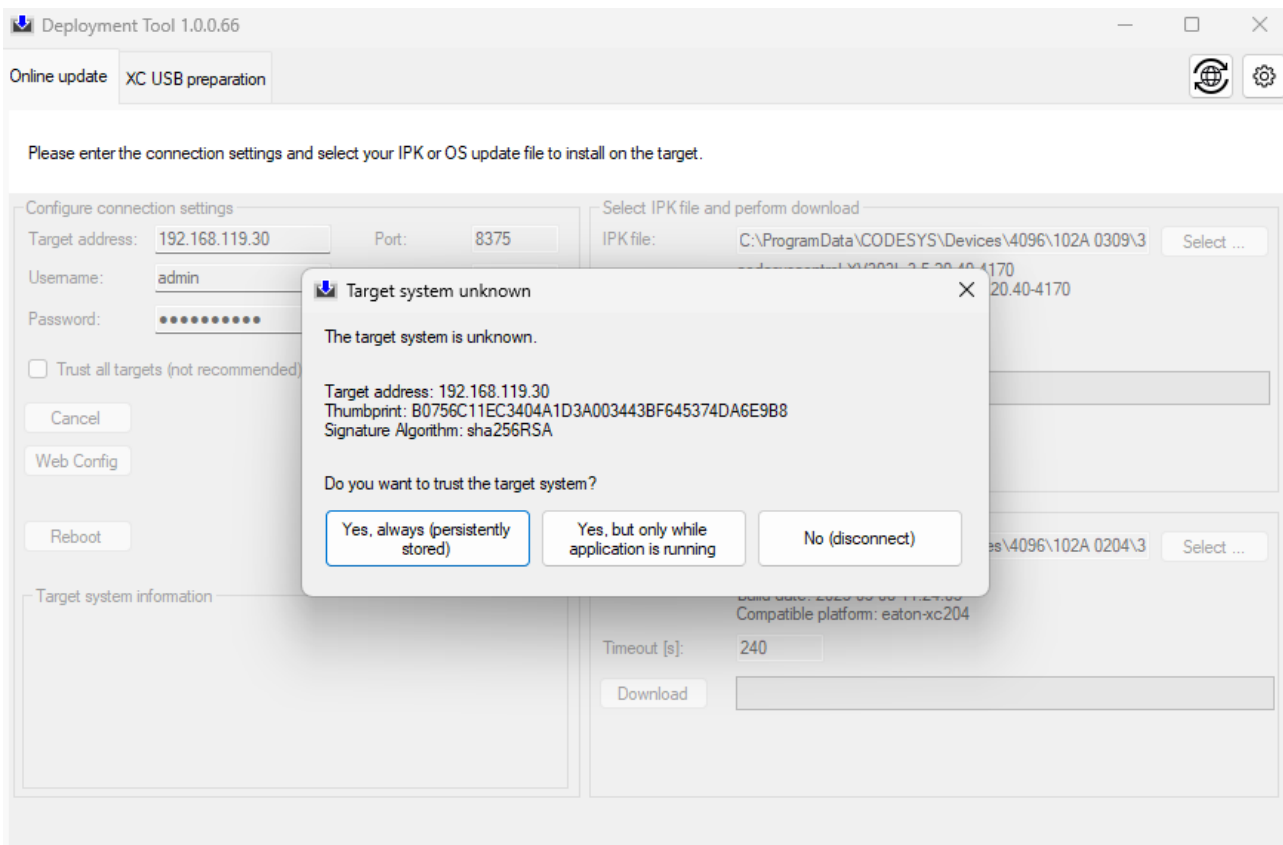 Deployment Tool 1.0.0.66
Online update
XC USB preparation
Please enter the connection settings and select your IPK or OS update file to install on the target.
Configure connection settings
Target address: 192.168.119.30 Port: 8375
Username: admin
Password: ●●●●●●●●●●
Trust all targets (not recommended)
Cancel
Web Config
Reboot
Target system information
Select IPK file and perform download
IPK file: C:\ProgramData\CODESYS\Devices\4096\102A 0309\3 Select ...
4170
20.40-4170
Target system unknown
The target system is unknown.
Target address: 192.168.119.30
Thumbprint: B0756C11EC3404A1D3A003443BF645374DA6E9B8
Signature Algorithm: sha256RSA
Do you want to trust the target system?
Yes, always (persistently
stored)
Yes, but only while
application is running
No (disconnect)
es\4096\102A 0204\3 Select ...
Compatible platform: eaton-xc204
Timeout [s]: 240
Download